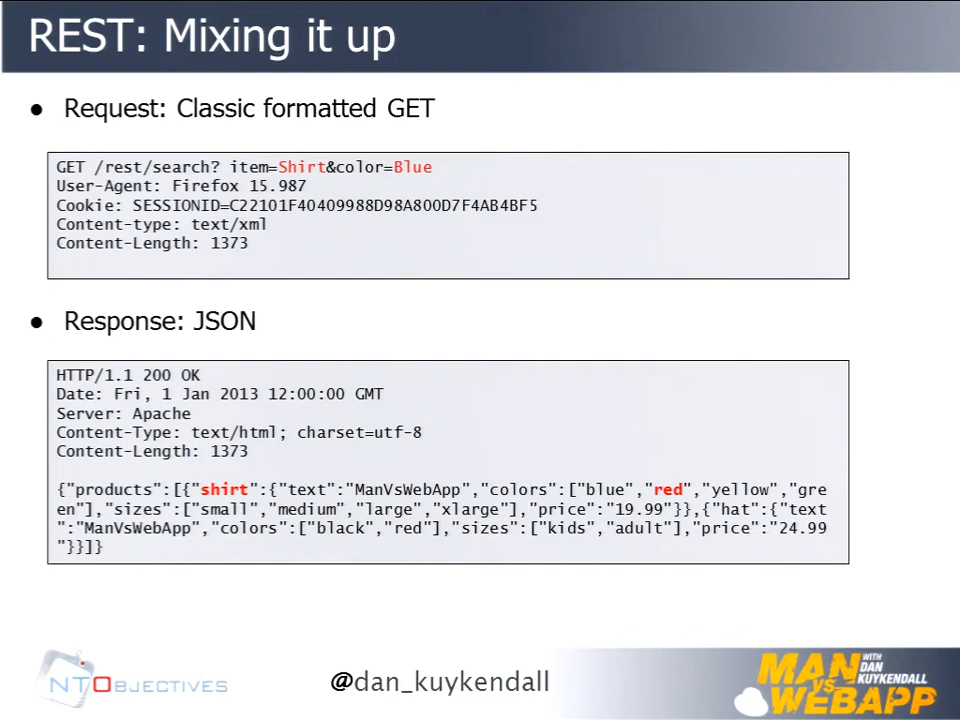 REST: Mixing it up
● Request: Classic formatted GET
GET /rest/search? item=Shirt&color=Blue
User-Agent: Firefox 15.987
Cookie: SESSIONID=C22101F40409988D98A800D7F4AB4BF5
Content-type: text/xml
Content-Length: 1373
● Response: JSON
HTTP/1.1 200 OK
Date: Fri, 1 Jan 2013 12:00:00 GMT
Server: Apache
Content-Type: text/html; charset=utf-8
Content-Length: 1373
{"products":[{"shirt":{"text":"ManVsWebApp","colors":["blue","red","yellow","gre
en"],"sizes":["small","medium","large","xlarge"],"price":"19.99"}},{"hat":{"text
":"ManVsWebApp","colors":["black","red"],"sizes":["kids","adult"],"price":"24.99
"}}]}
NTOBJECTIVES
@dan_kuykendall
MAN WITH DAN KUYKENDALL
VS WEBAPP